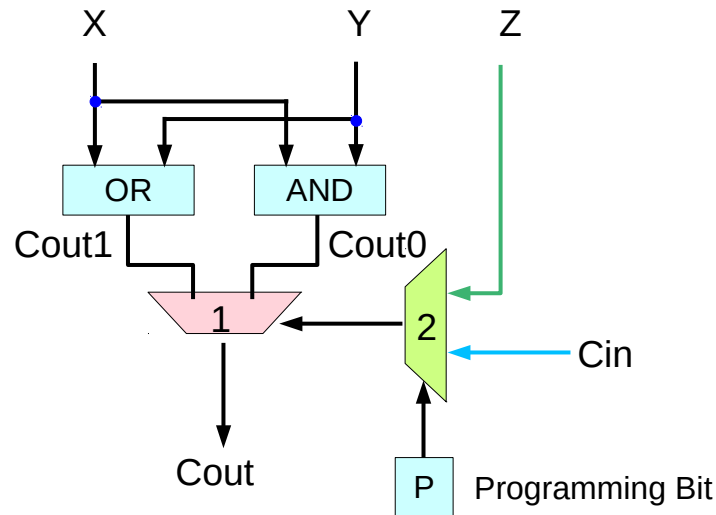 X
Y
Z
OR
AND
Cout1
Cout0
1
2
Cin
Cout
P
Programming Bit